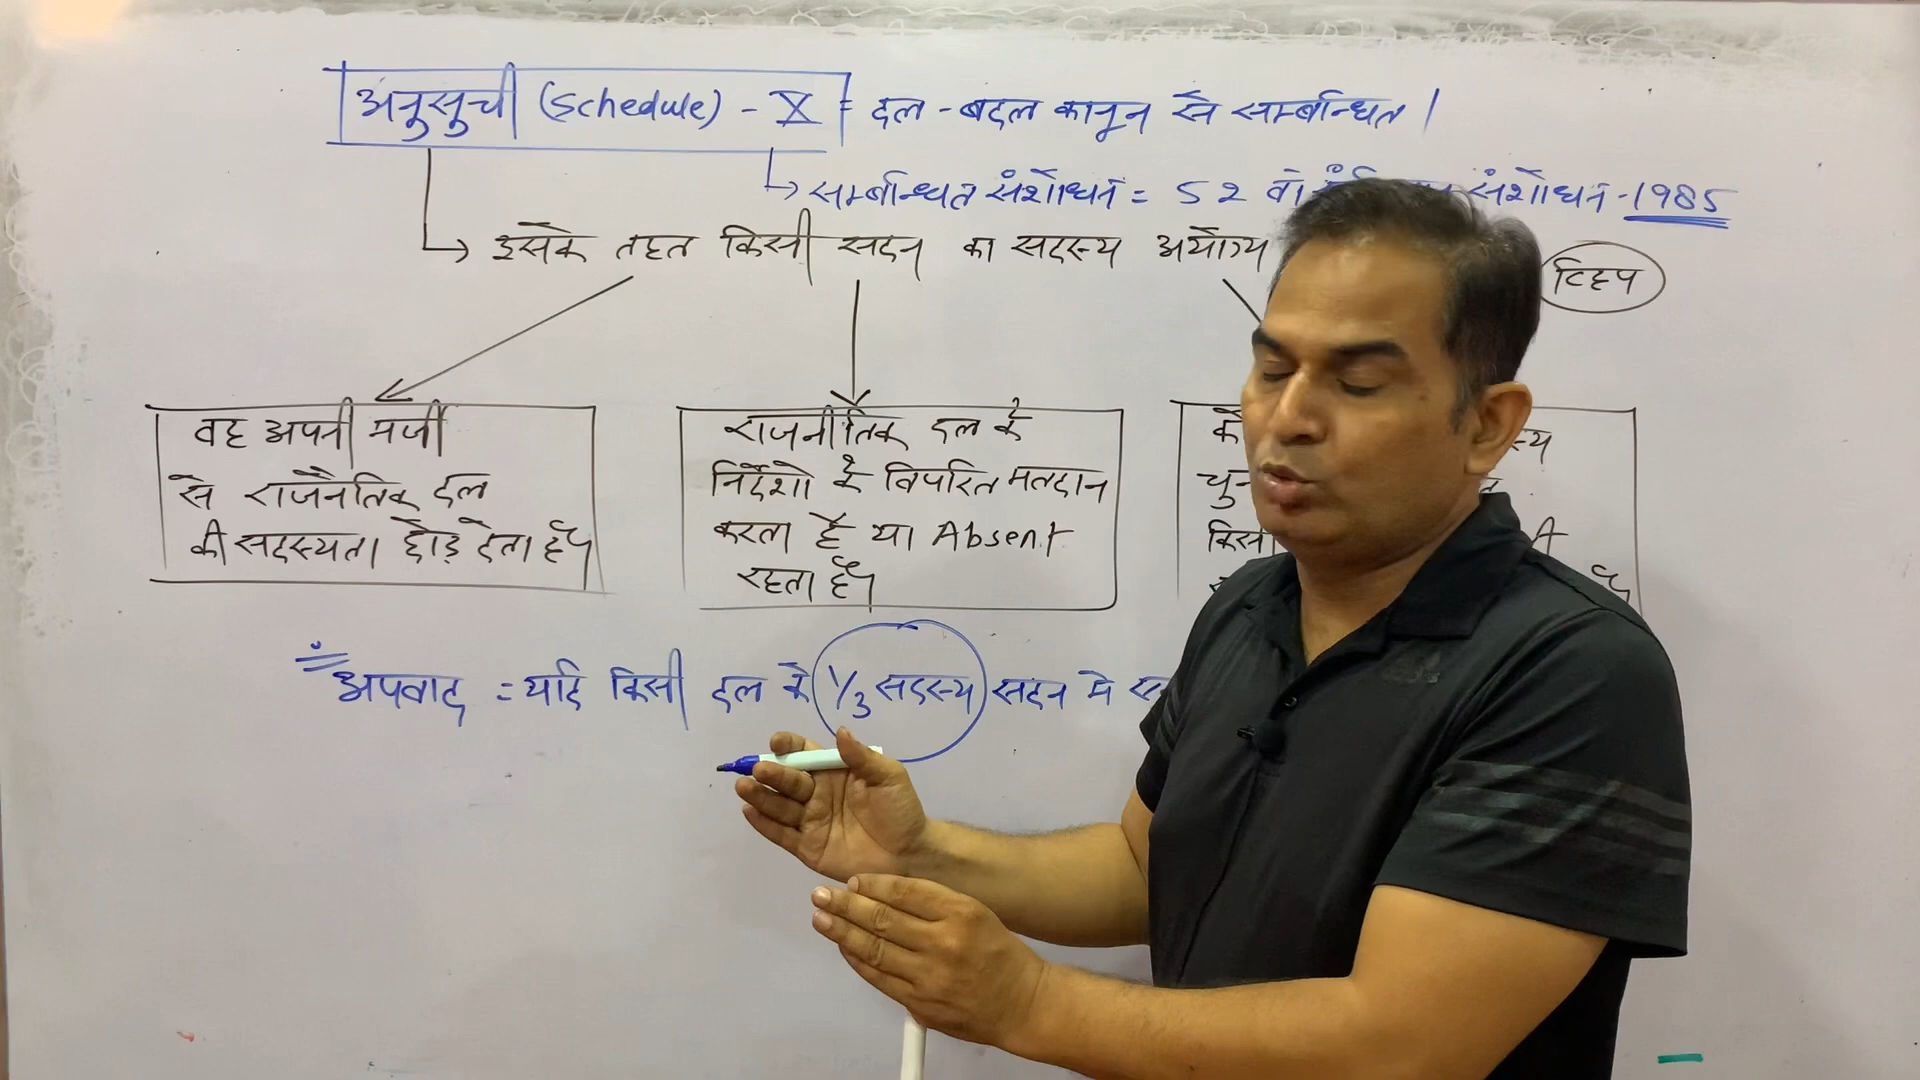 अनुसुची (Schedule) - X = दल - बदल कानून से सम्बन्धित |
→ सम्बन्धित संशोधन = 52 वाँ संशोधन - 1985
→ इसके तहत किसी सदन का सदस्य अयोग्य
व्हिप
वह अपनी मर्जी
से राजनैतिक दल
की सदस्यता छोड़ देता है।
राजनीतिक दल के
निर्देशो के विपरित मतदान
करता है या Absent
रहता है।
किसी
अपवाद = यदि किसी दल के 1/3 सदस्य सदन मे